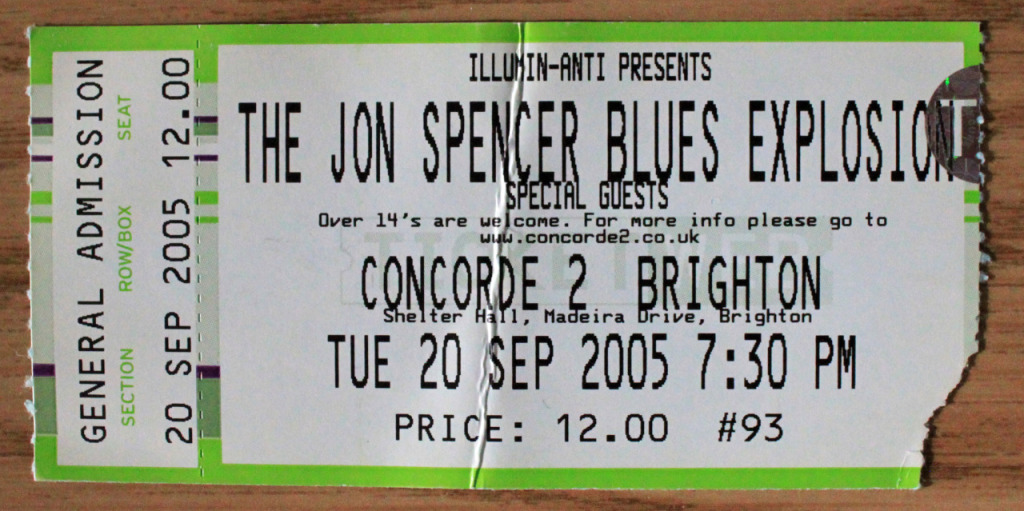 GENERAL ADMISSION
SECTION ROW/BOX SEAT
20 SEP 2005 12.00
ILLUMIN-ANTI PRESENTS
THE JON SPENCER BLUES EXPLOSION
SPECIAL GUESTS
Over 14's are welcome. For more info please go to
www.concorde2.co.uk
CONCORDE 2 BRIGHTON
Shelter Hall, Madeira Drive, Brighton
TUE 20 SEP 2005 7:30 PM
PRICE: 12.00 #93